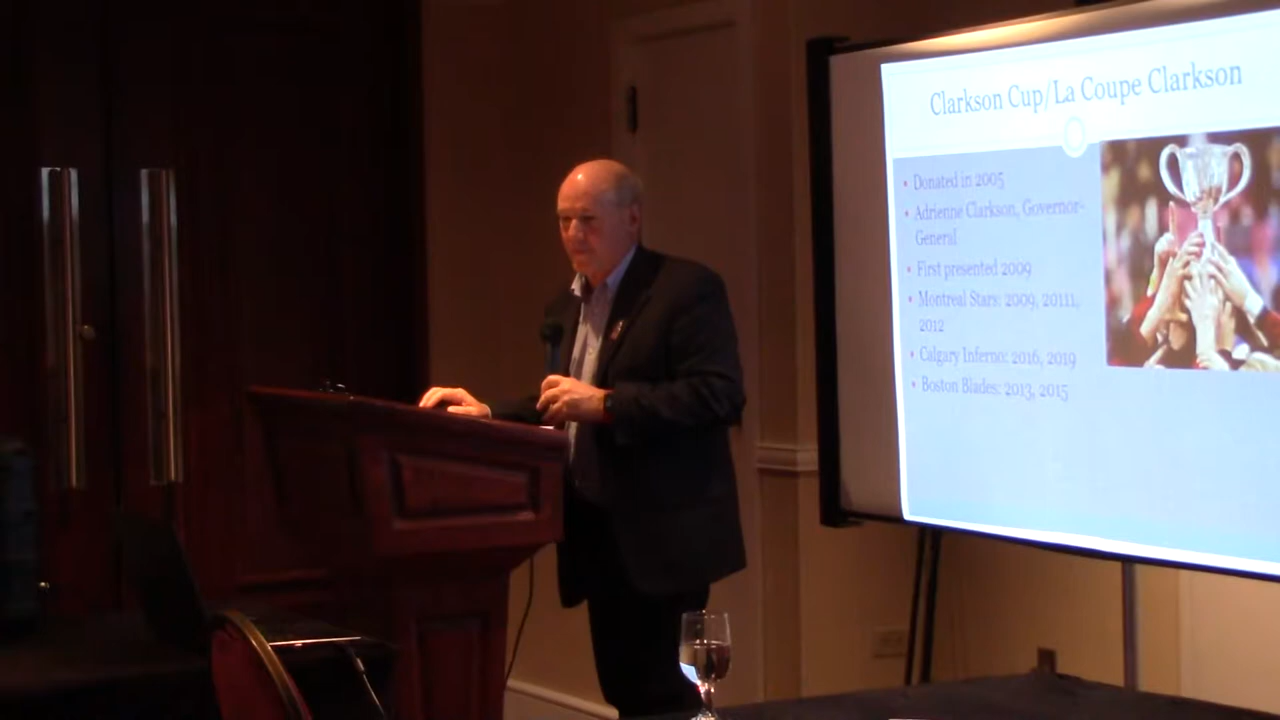 Clarkson Cup/La Coupe Clarkson
• Donated in 2005
• Adrienne Clarkson, Governor-
General
• First presented 2009
• Montreal Stars: 2009, 20111,
2012
• Calgary Inferno: 2016, 2019
• Boston Blades: 2013, 2015